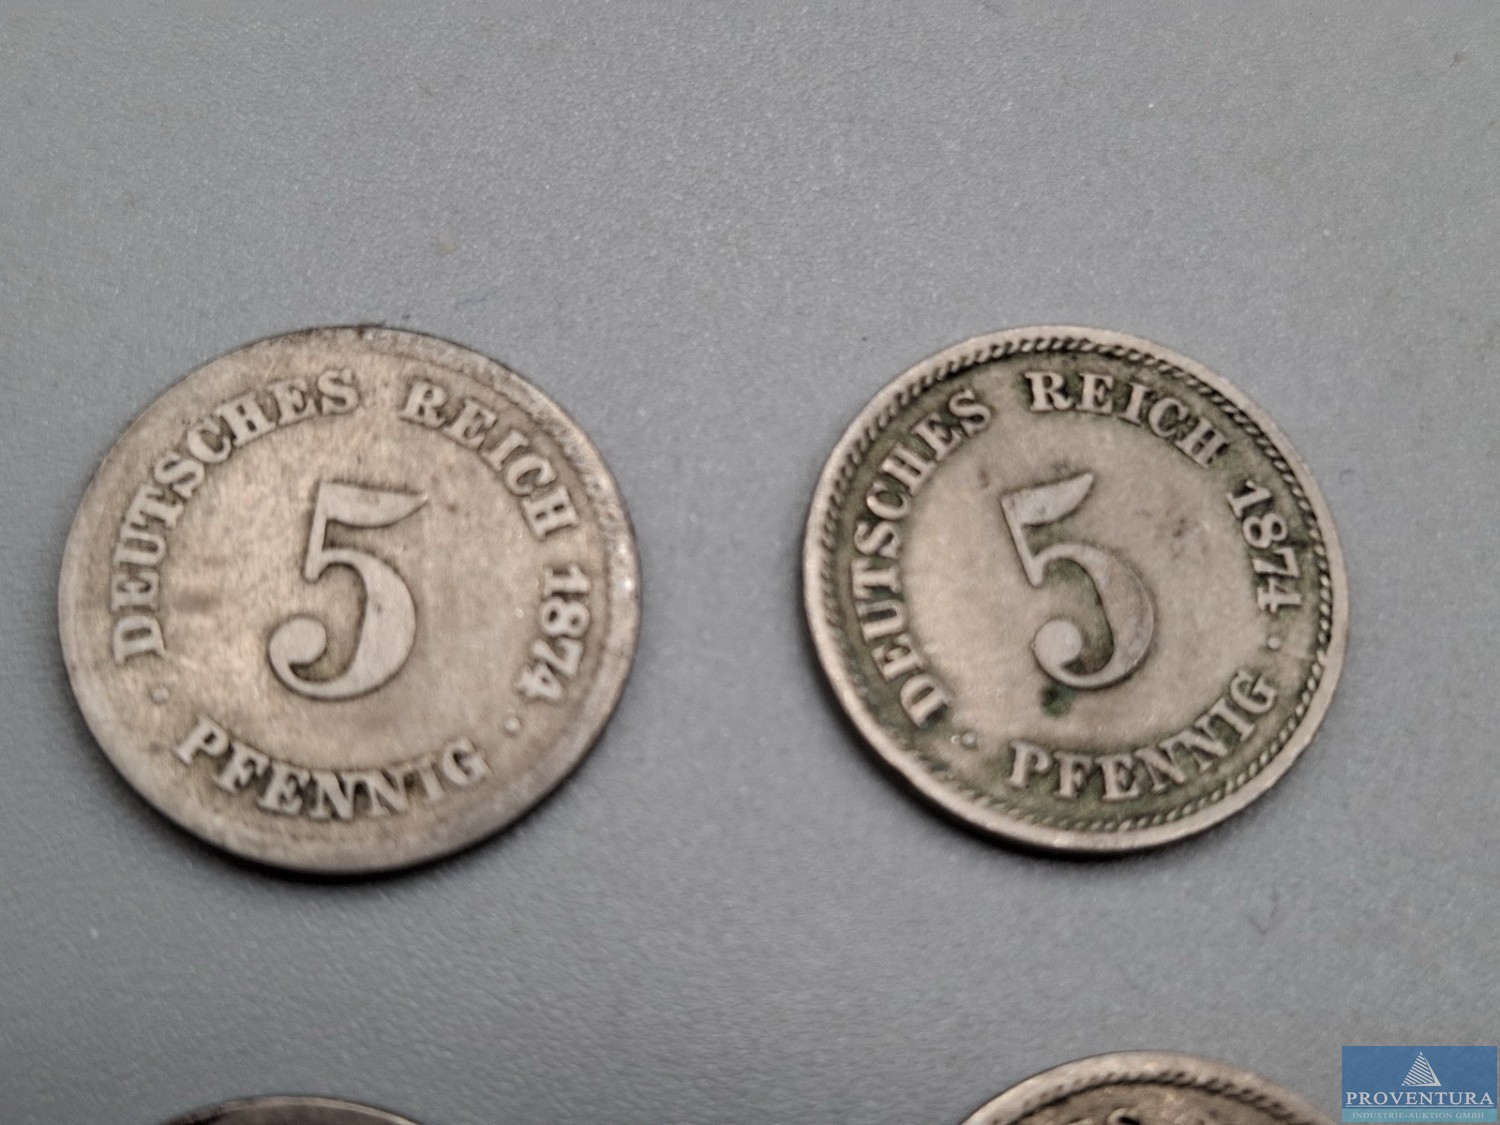 DEUTSCHES REICH 1874
5
· PFENNIG ·
DEUTSCHES REICH 1874
5
· PFENNIG ·
PROVENTURA
INDUSTRIE-AUKTION GMBH